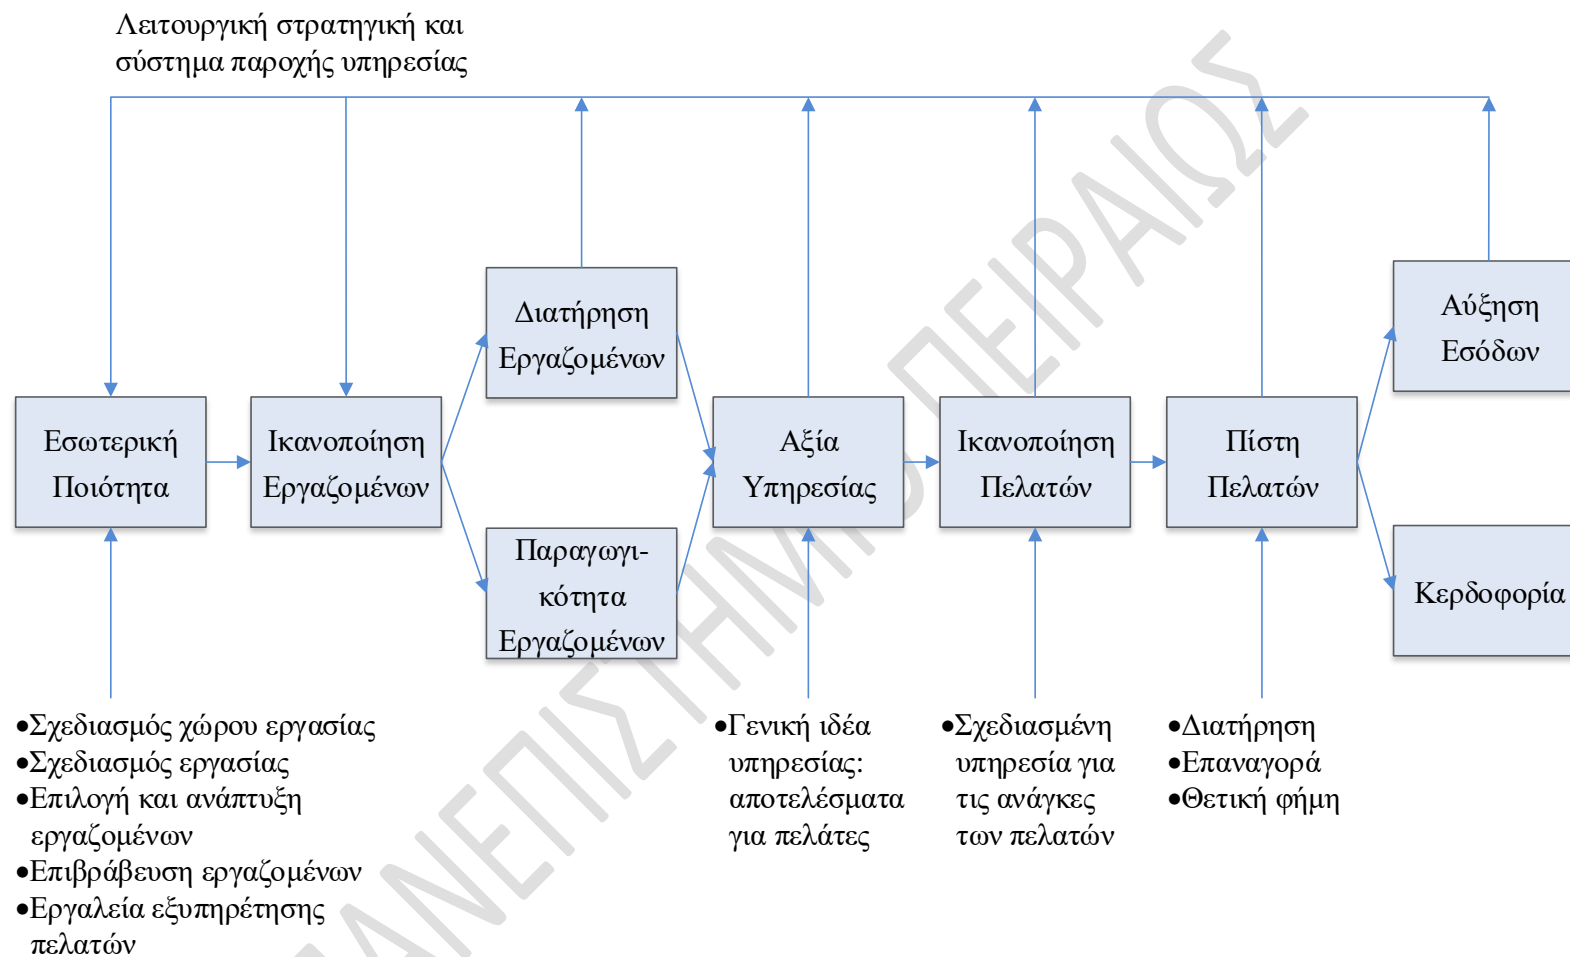 Λειτουργική στρατηγική και
σύστημα παροχής υπηρεσίας
Εσωτερική
Ποιότητα
Ικανοποίηση
Εργαζομένων
Διατήρηση
Εργαζομένων
Παραγωγι-
κότητα
Εργαζομένων
Αξία
Υπηρεσίας
Ικανοποίηση
Πελατών
Πίστη
Πελατών
Αύξηση
Εσόδων
Κερδοφορία
•Σχεδιασμός χώρου εργασίας
•Σχεδιασμός εργασίας
•Επιλογή και ανάπτυξη
εργαζομένων
•Επιβράβευση εργαζομένων
•Εργαλεία εξυπηρέτησης
πελατών
•Γενική ιδέα
υπηρεσίας:
αποτελέσματα
για πελάτες
•Σχεδιασμένη
υπηρεσία για
τις ανάγκες
των πελατών
•Διατήρηση
•Επαναγορά
•Θετική φήμη
ΠΑΝΕΠΙΣΤΗΜΙΟ ΠΕΙΡΑΙΩΣ